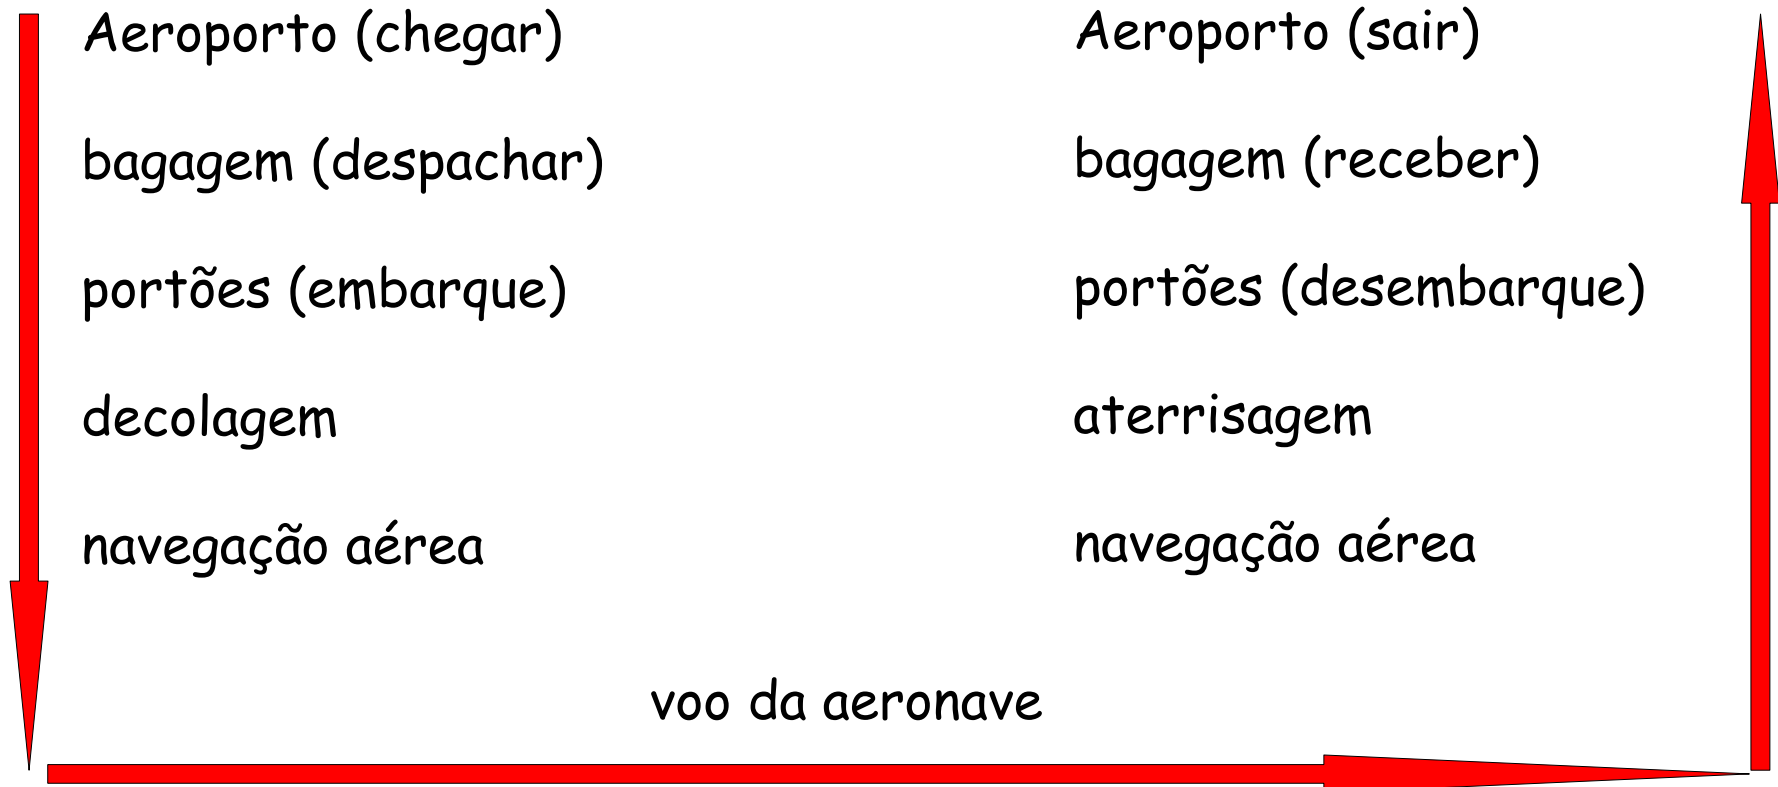 Aeroporto (chegar)
bagagem (despachar)
portões (embarque)
decolagem
navegação aérea
Aeroporto (sair)
bagagem (receber)
portões (desembarque)
aterrisagem
navegação aérea
voo da aeronave